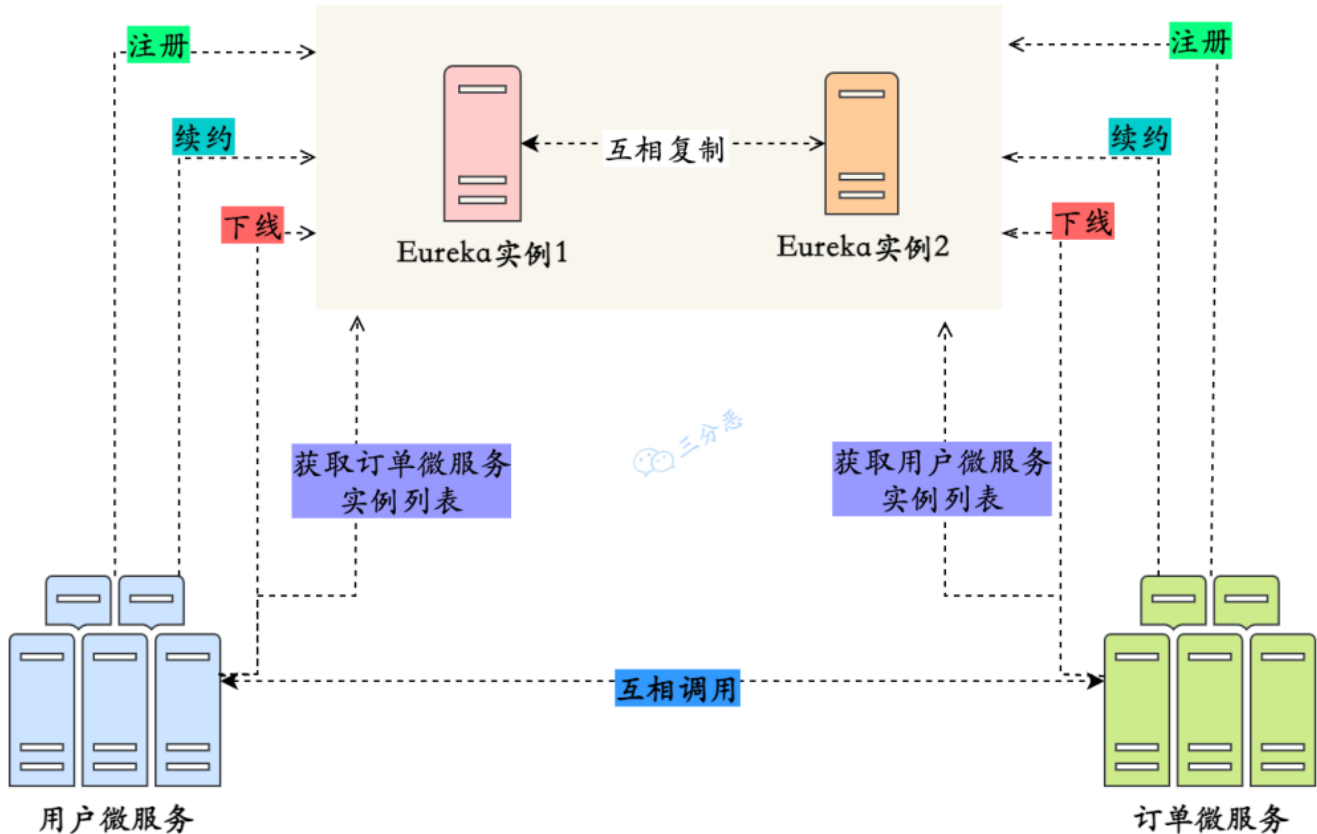 注册
注册
续约
续约
互相复制
下线
下线
Eureka实例1
Eureka实例2
三分恶
获取订单微服务
实例列表
获取用户微服务
实例列表
互相调用
用户微服务
订单微服务